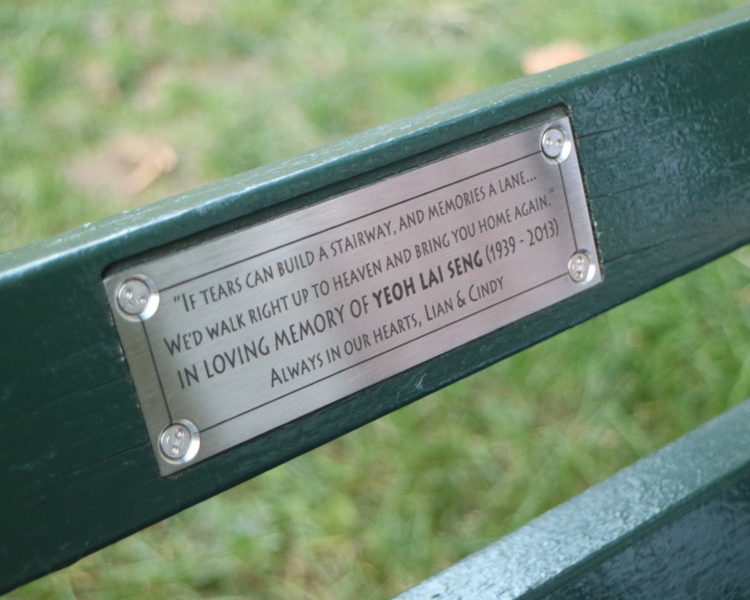 "If tears can build a stairway, and memories a lane...
We'd walk right up to heaven and bring you home again."
IN LOVING MEMORY OF YEOH LAI SENG (1939 - 2013)
Always in our hearts, Lian & Cindy